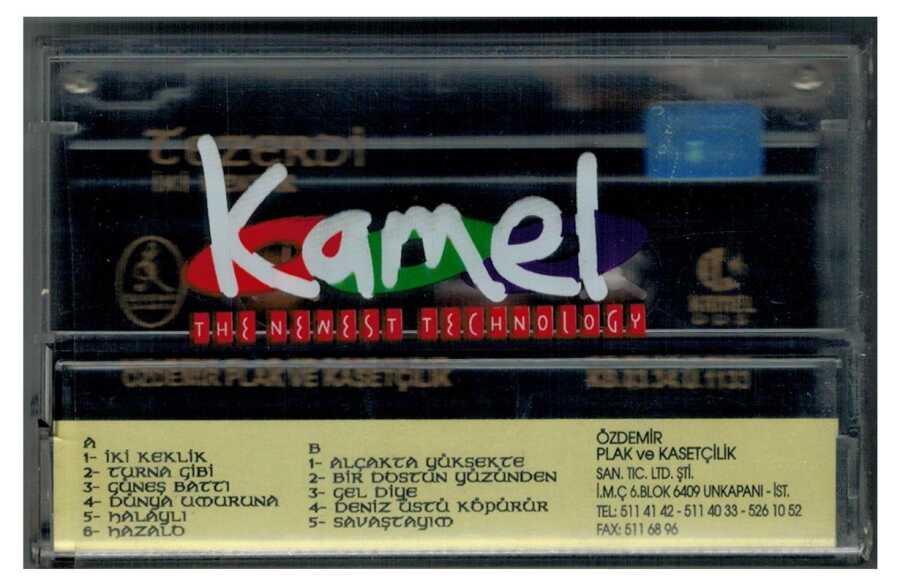 Kamel
THE NEWEST TECHNOLOGY
ÖZDEMİR PLAK VE KASETÇİLİK
A
1- İKİ KEKLİK
2- TURNA GİBİ
3- GÜNEŞ BATTI
4- DÜNYA UMURUNA
5- HALAYLI
6- HAZALO
B
1- ALÇAKTA YÜKSEKTE
2- BİR DOSTUN YÜZÜNDEN
3- GEL DİYE
4- DENİZ ÜSTÜ KÖPÜRÜR
5- SAVAŞTAYIM
ÖZDEMİR
PLAK ve KASETÇİLİK
SAN. TİC. LTD. ŞTİ.
İ.M.Ç 6.BLOK 6409 UNKAPANI - İST.
TEL: 511 41 42 - 511 40 33 - 526 10 52
FAX: 511 68 96